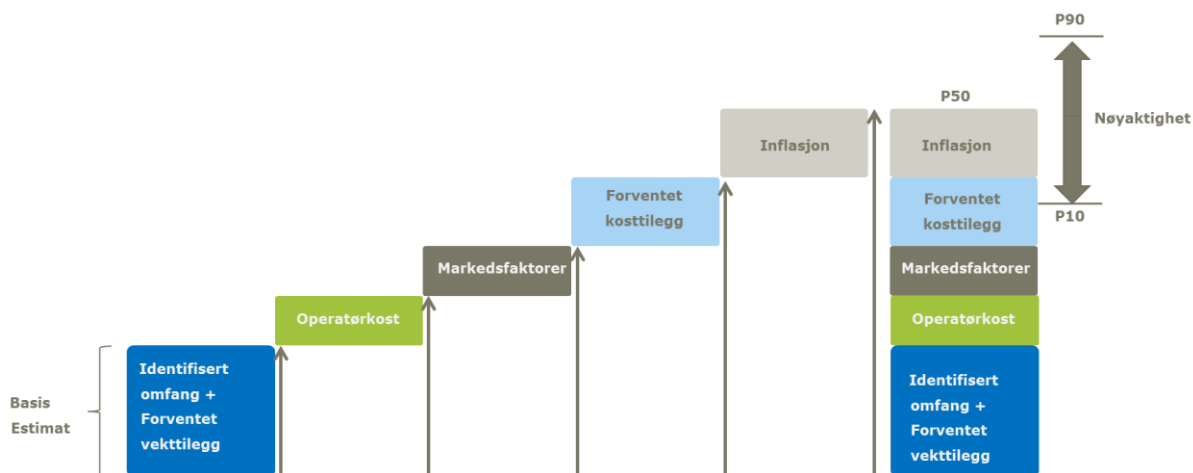 P90
P50
Nøyaktighet
Inflasjon
Inflasjon
Forventet
kosttilegg
Forventet
kosttilegg
P10
Markedsfaktorer
Markedsfaktorer
Operatørkost
Operatørkost
Basis
Estimat
Identifisert
omfang +
Forventet
vekttilegg
Identifisert
omfang +
Forventet
vekttilegg